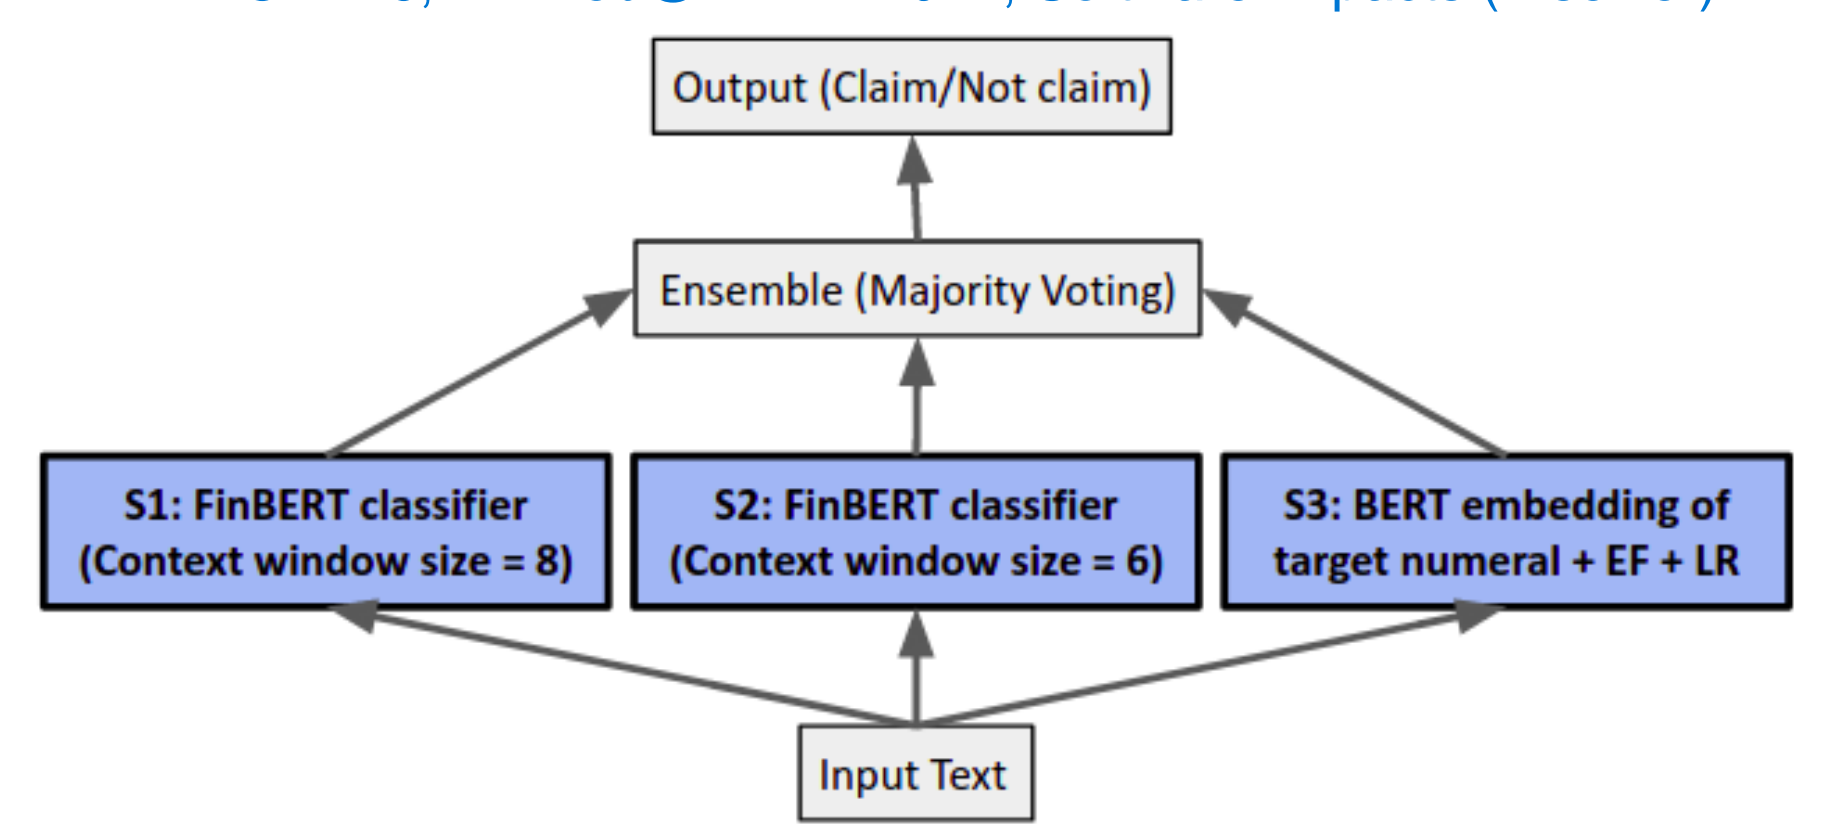 Output (Claim/Not claim)
Ensemble (Majority Voting)
S1: FinBERT classifier
(Context window size = 8)
S2: FinBERT classifier
(Context window size = 6)
S3: BERT embedding of
target numeral + EF + LR
Input Text